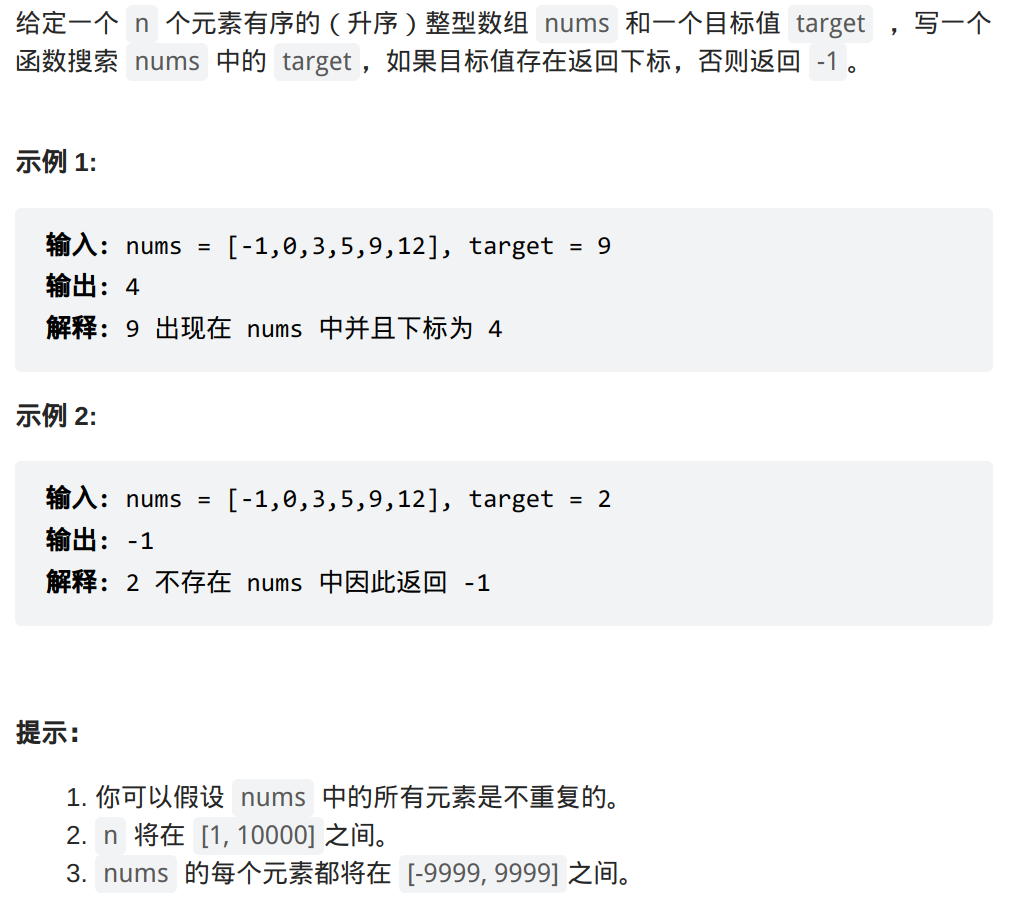 给定一个 n 个元素有序的（升序）整型数组 nums 和一个目标值 target ，写一个
函数搜索 nums 中的 target，如果目标值存在返回下标，否则返回 -1。
示例 1:
输入: nums = [-1,0,3,5,9,12], target = 9
输出: 4
解释: 9 出现在 nums 中并且下标为 4
示例 2:
输入: nums = [-1,0,3,5,9,12], target = 2
输出: -1
解释: 2 不存在 nums 中因此返回 -1
提示：
1. 你可以假设 nums 中的所有元素是不重复的。
2. n 将在 [1, 10000]之间。
3. nums 的每个元素都将在 [-9999, 9999]之间。